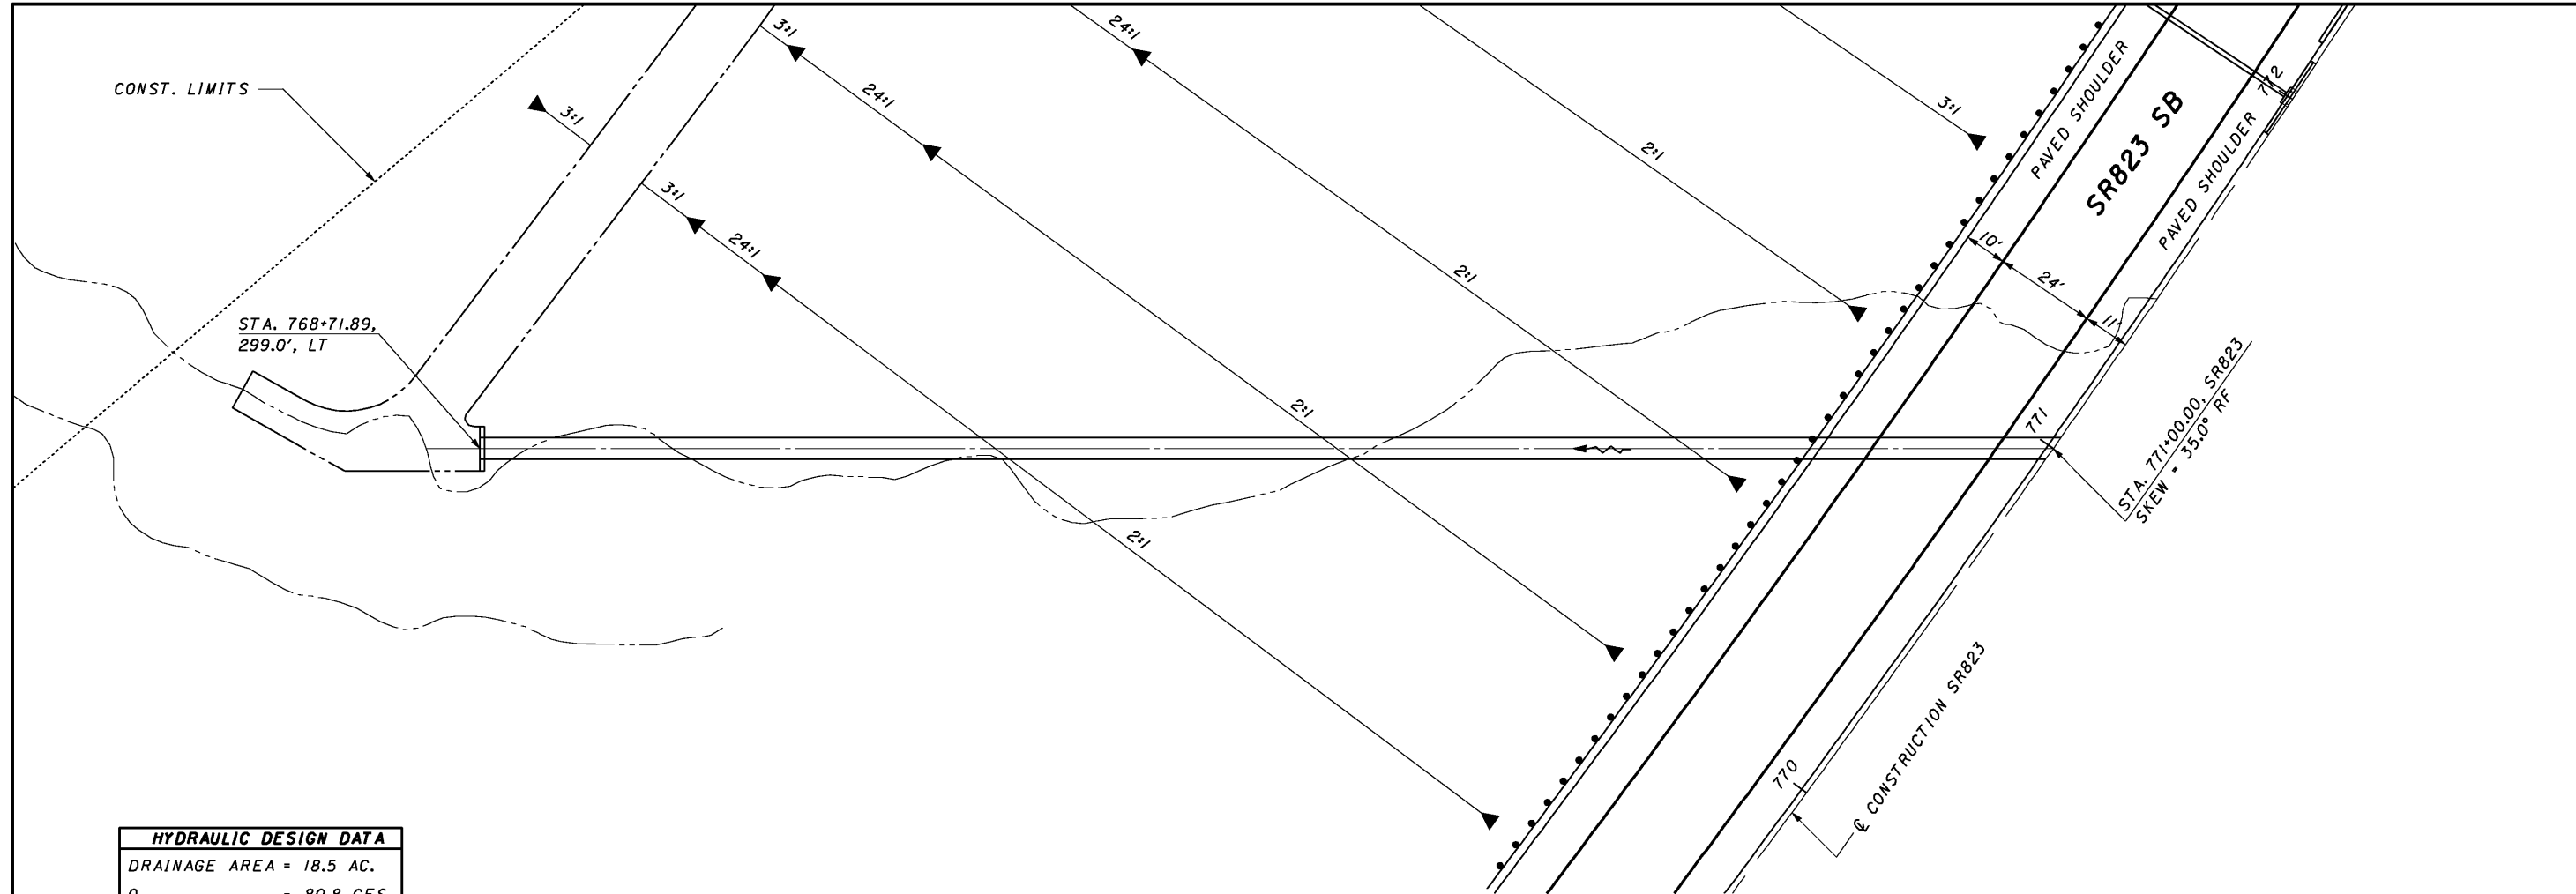 CONST. LIMITS
3:1
3:1
24:1
24:1
3:1
24:1
2:1
3:1
2:1
2:1
2:1
2:1
PAVED SHOULDER
SR823 SB
PAVED SHOULDER
772
10'
24'
11'
STA. 768+71.89,
299.0', LT
771
STA. 771+00.00, SR823
SKEW = 35.0° RF
770
℄ CONSTRUCTION SR823
HYDRAULIC DESIGN DATA
DRAINAGE AREA = 18.5 AC.